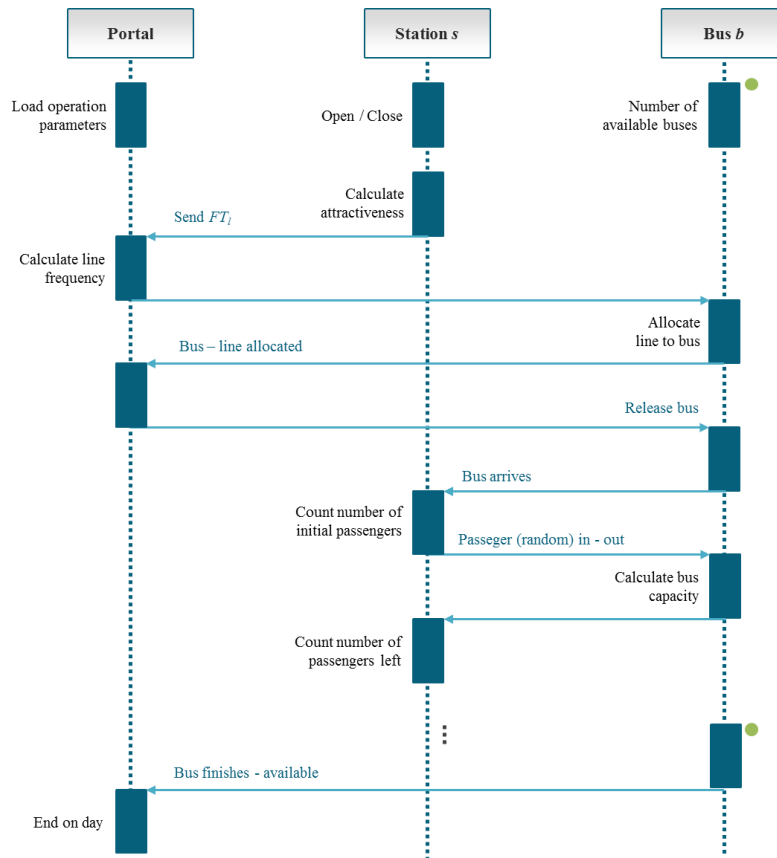 Portal
Station s
Bus b
Load operation
parameters
Open / Close
Number of
available buses
Calculate
attractiveness
Send FTl
Calculate line
frequency
Allocate
line to bus
Bus – line allocated
Release bus
Bus arrives
Count number of
initial passengers
Passeger (random) in - out
Calculate bus
capacity
Count number of
passengers left
Bus finishes - available
End on day